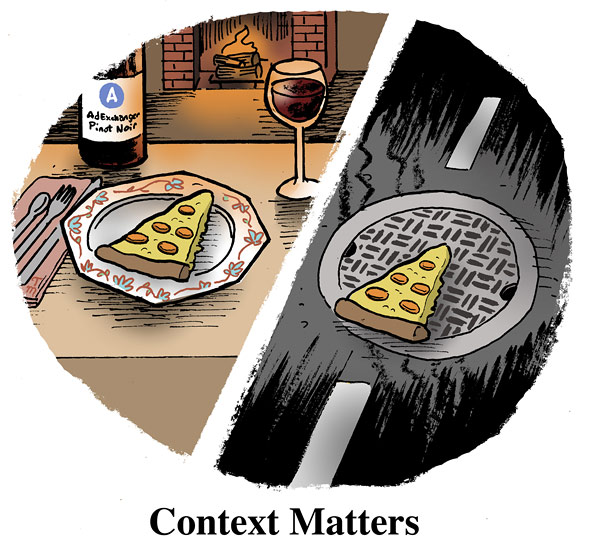 A
AdExchanger
Pinot Noir
Context Matters